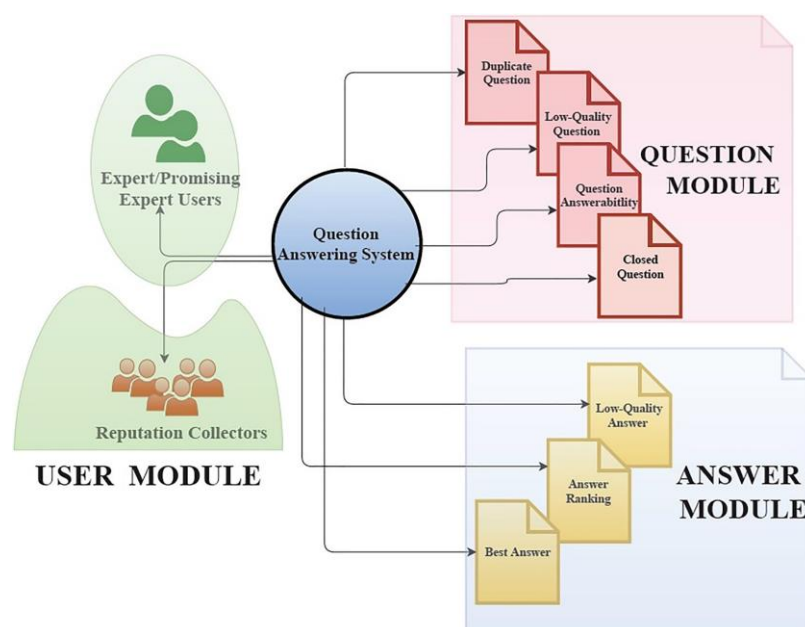 Duplicate
Question
Low-Quality
Question
Question
Answerabitlity
Closed
Question
QUESTION
MODULE
Expert/Promising
Expert Users
Question
Answering System
Reputation Collectors
USER MODULE
Low-Quality
Answer
Answer
Ranking
Best Answer
ANSWER
MODULE